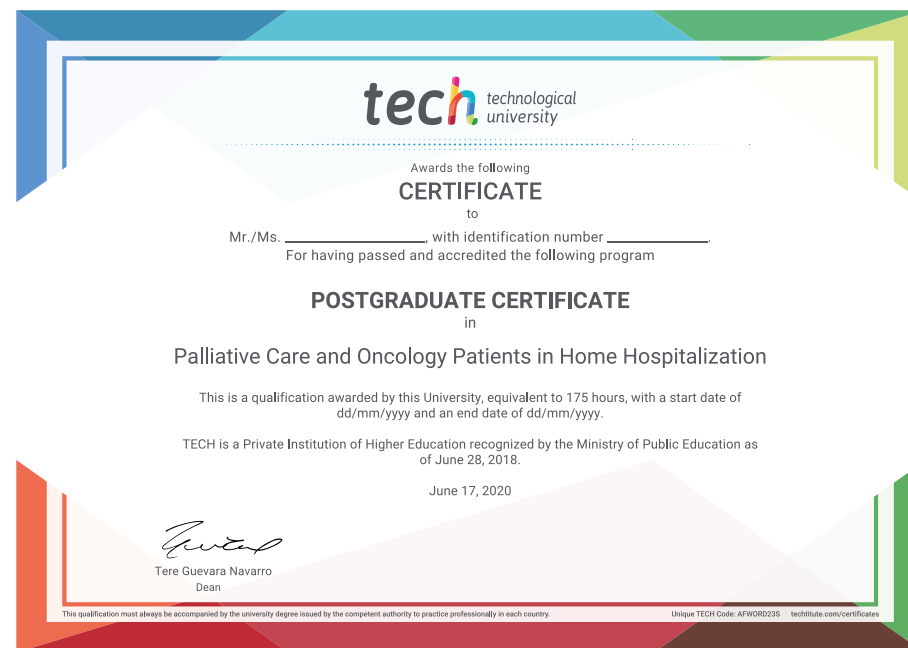 tech technological
university
Awards the following
CERTIFICATE
to
Mr./Ms. ____________________, with identification number ______________.
For having passed and accredited the following program
POSTGRADUATE CERTIFICATE
in
Palliative Care and Oncology Patients in Home Hospitalization
This is a qualification awarded by this University, equivalent to 175 hours, with a start date of
dd/mm/yyyy and an end date of dd/mm/yyyy.
TECH is a Private Institution of Higher Education recognized by the Ministry of Public Education as
of June 28, 2018.
June 17, 2020
Tere Guevara Navarro
Dean
This qualification must always be accompanied by the university degree issued by the competent authority to practice professionally in each country. Unique TECH Code: AFWORD23S techtitute.com/certificates